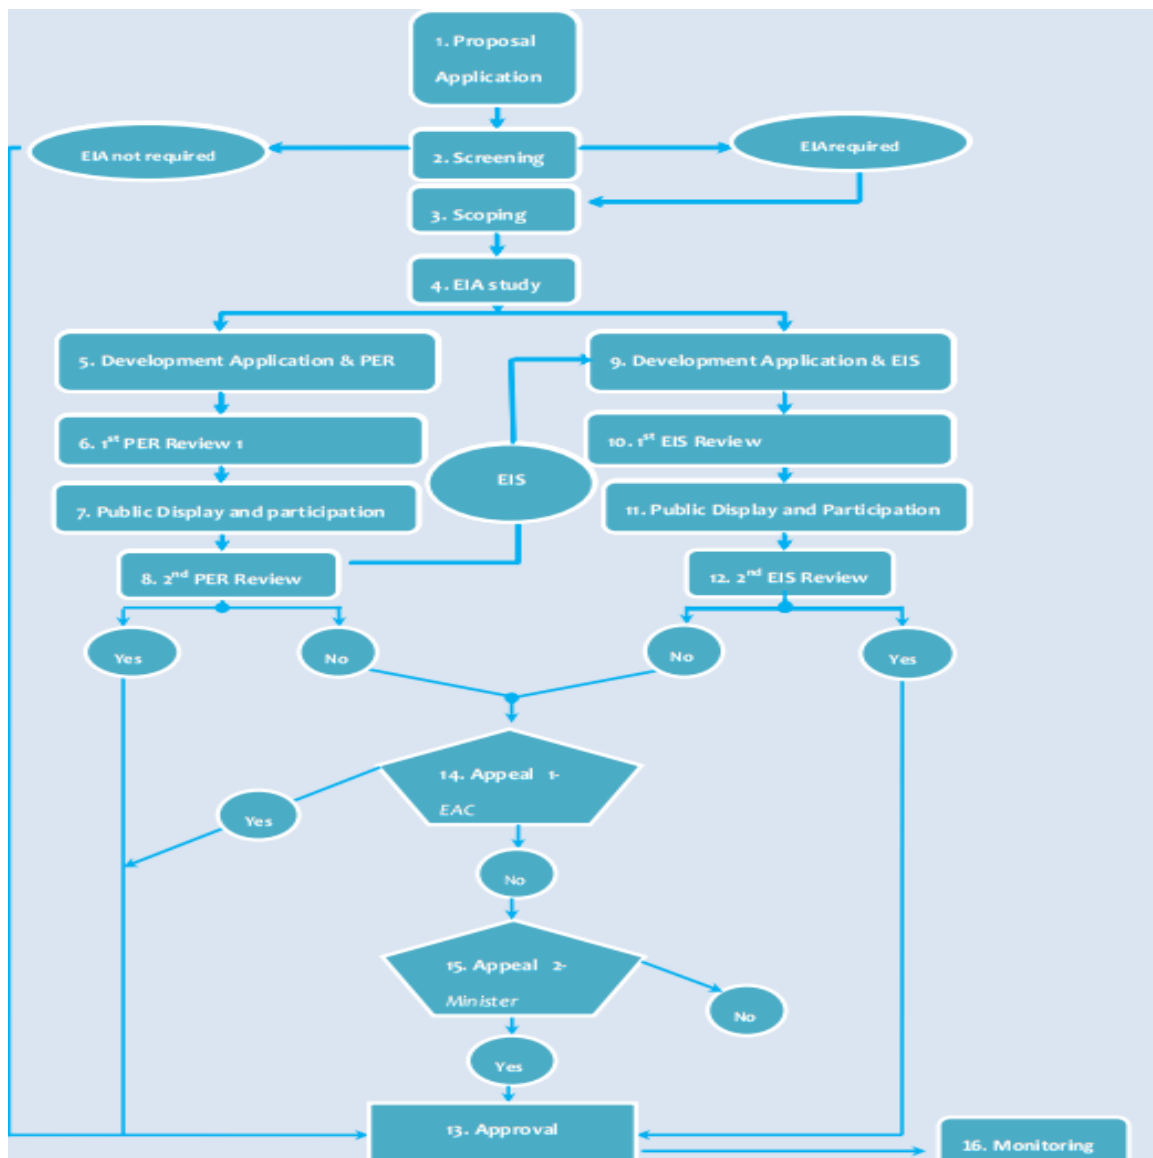 1. Proposal
Application
EIA not required
2. Screening
EIArequired
3. Scoping
4. EIA study
5. Development Application & PER
9. Development Application & EIS
6. 1st PER Review 1
10. 1st EIS Review
EIS
7. Public Display and participation
11. Public Display and Participation
8. 2nd PER Review
12. 2nd EIS Review
Yes
No
No
Yes
14. Appeal 1-
EAC
Yes
No
15. Appeal 2-
Minister
No
Yes
13. Approval
16. Monitoring